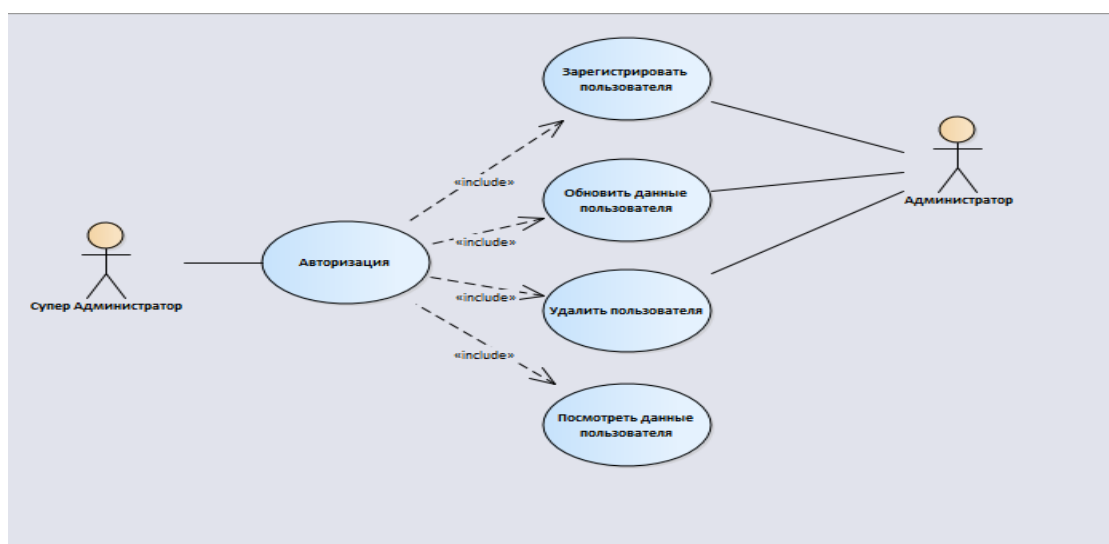 Зарегистрировать
пользователя
«include»
Обновить данные
пользователя
Администратор
«include»
Авторизация
Супер Администратор
«include»
Удалить пользователя
«include»
Посмотреть данные
пользователя